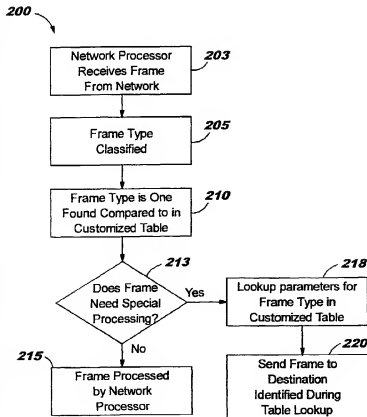 200
Network Processor
Receives Frame
From Network
203
Frame Type
Classified
205
Frame Type is One
Found Compared to in
Customized Table
210
Does Frame
Need Special
Processing?
213
Yes
No
Lookup parameters for
Frame Type in
Customized Table
218
215
Frame Processed
by Network
Processor
Send Frame to
Destination
Identified During
Table Lookup
220